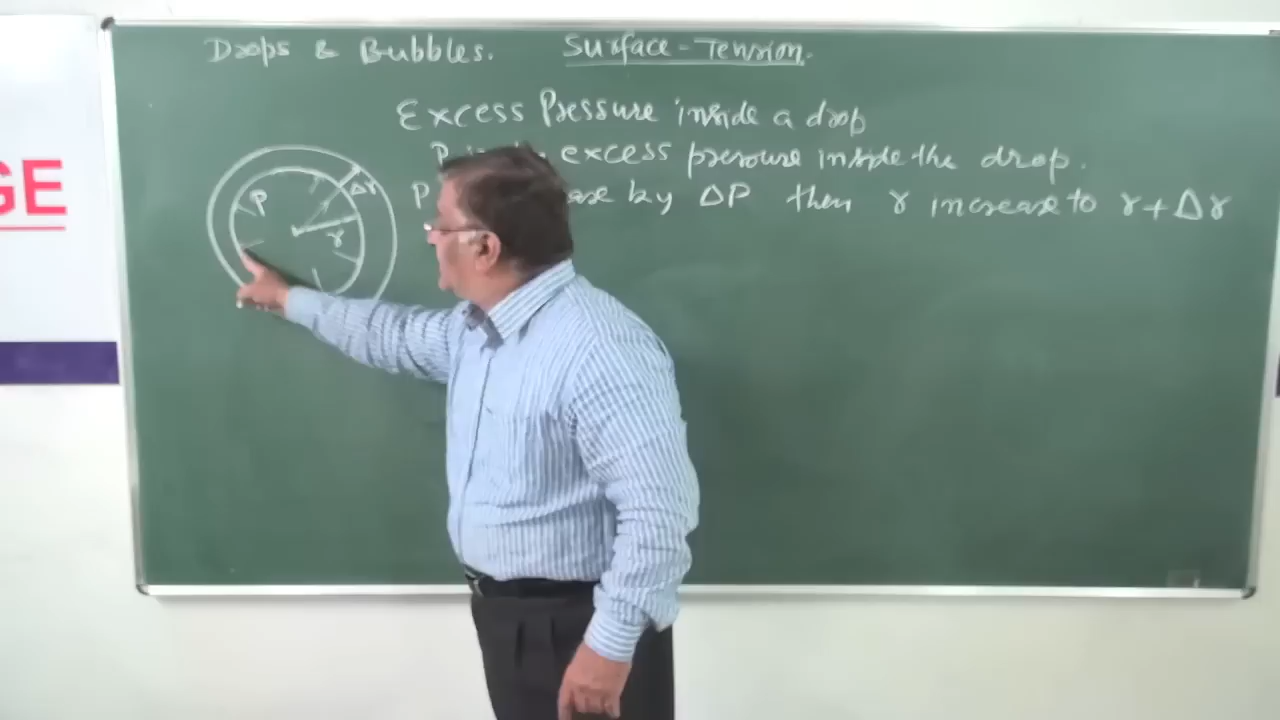 Drops & Bubbles. Surface-Tension.
Excess Pressure inside a drop
P excess pressure inside the drop.
P by ΔP then r increase to r+Δr
GE
P
Δr
r